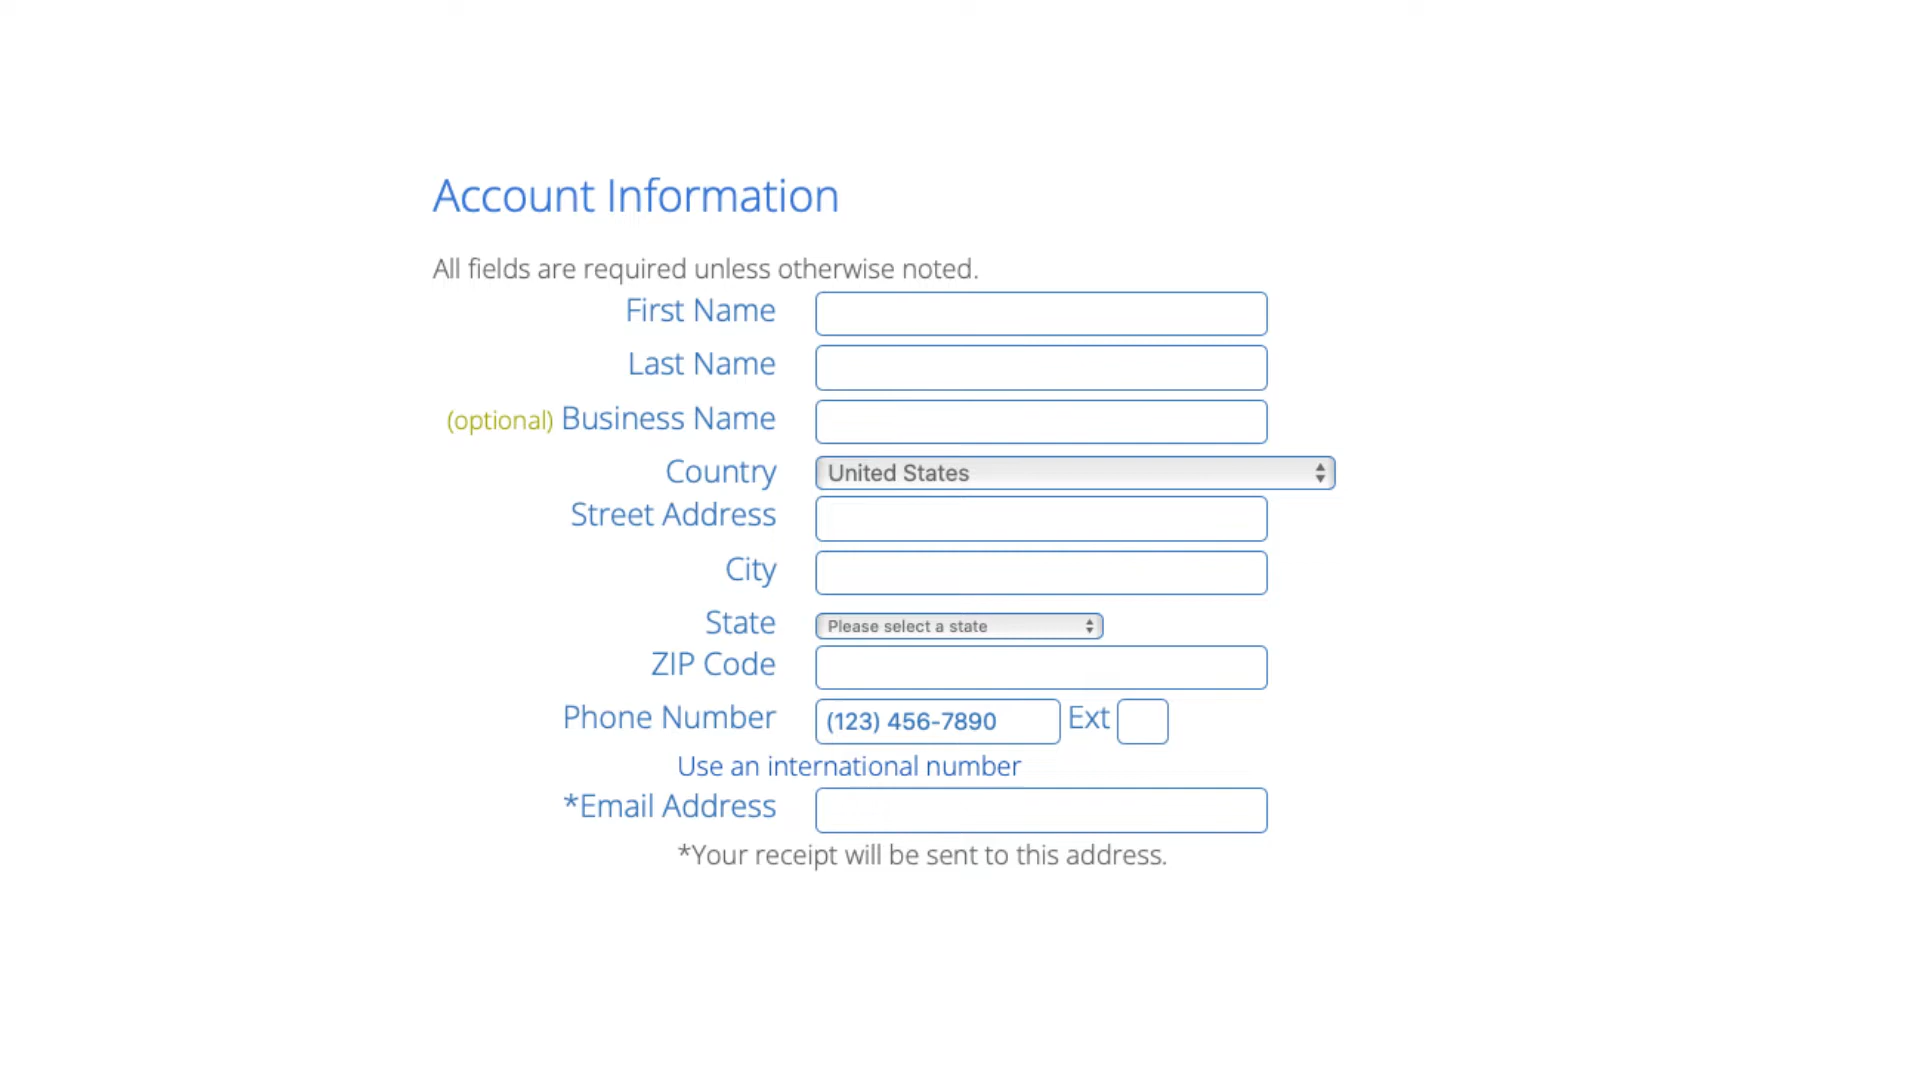 Account Information
All fields are required unless otherwise noted.
First Name
Last Name
(optional) Business Name
Country United States
Street Address
City
State Please select a state
ZIP Code
Phone Number (123) 456-7890 Ext
Use an international number
*Email Address
*Your receipt will be sent to this address.